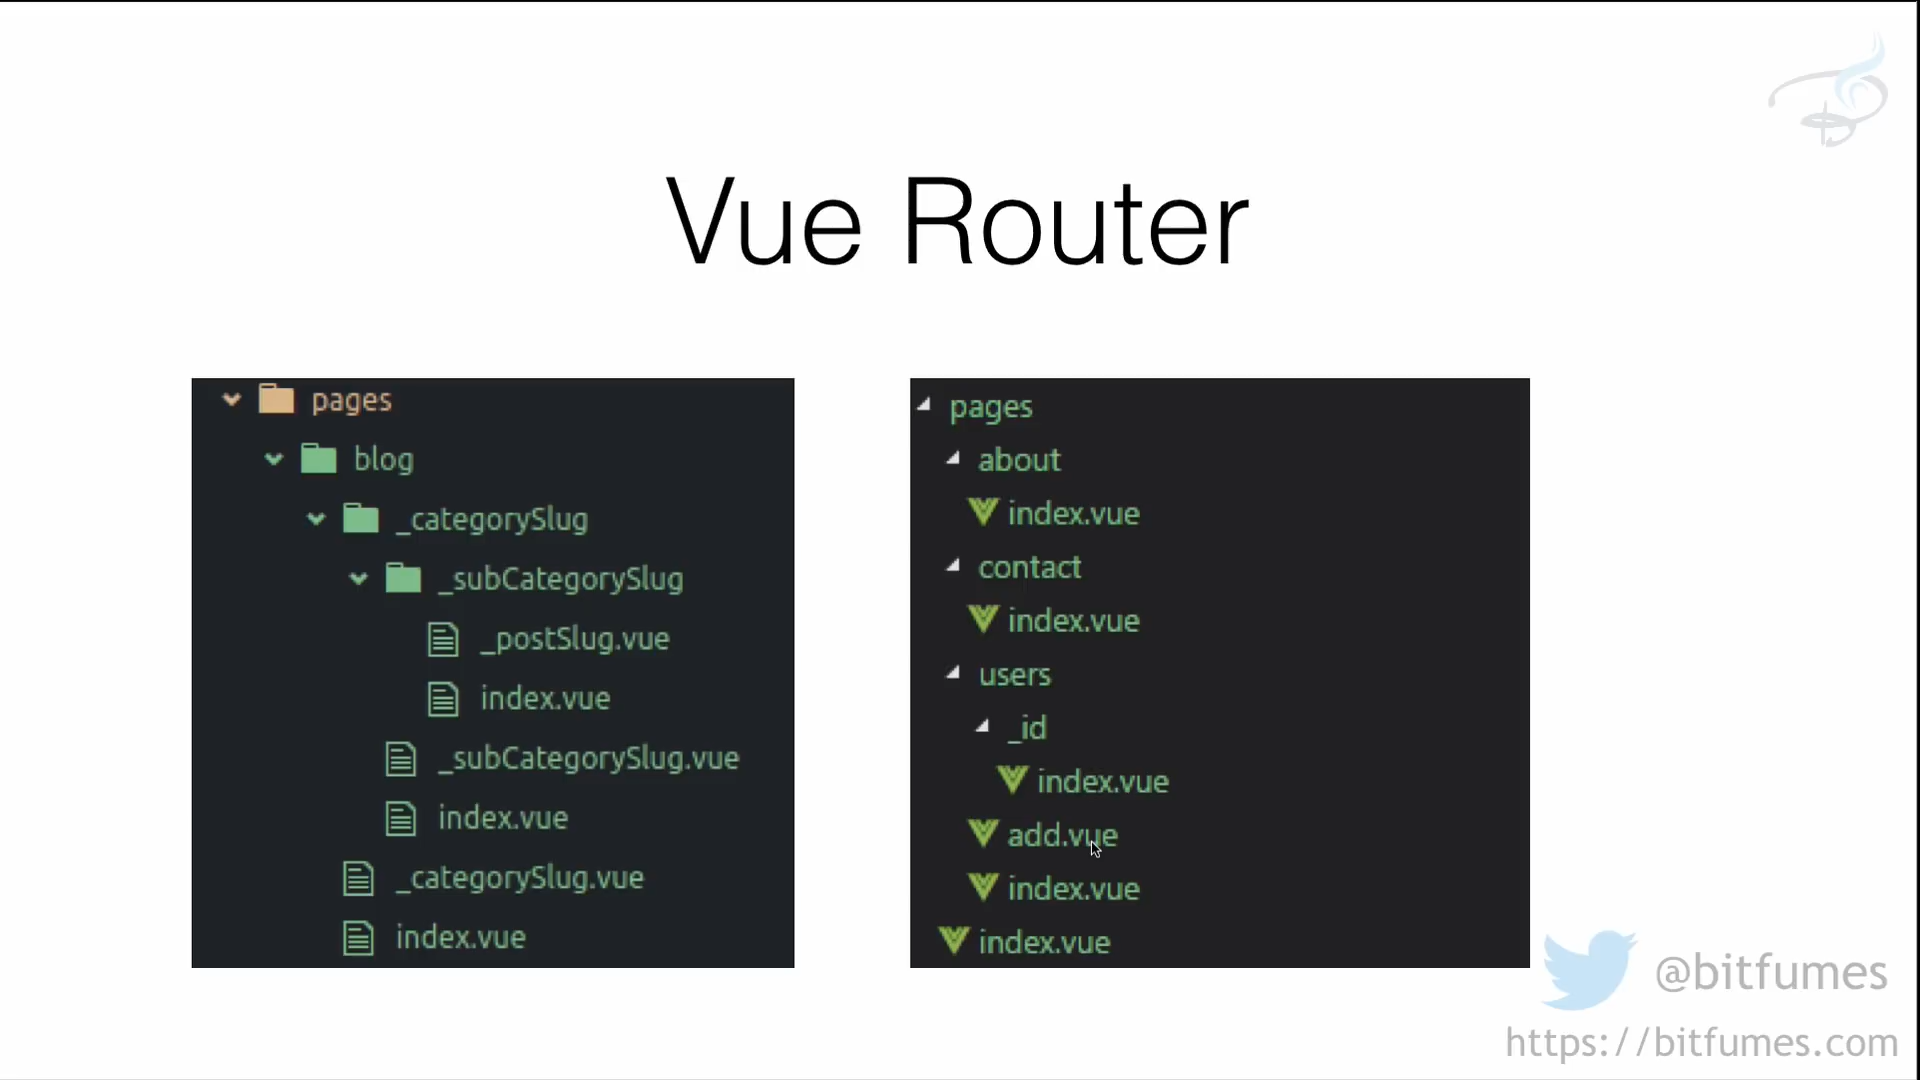 Vue Router
pages
blog
_categorySlug
_subCategorySlug
_postSlug.vue
index.vue
_subCategorySlug.vue
index.vue
_categorySlug.vue
index.vue
pages
about
index.vue
contact
index.vue
users
_id
index.vue
add.vue
index.vue
index.vue
@bitfumes
https://bitfumes.com